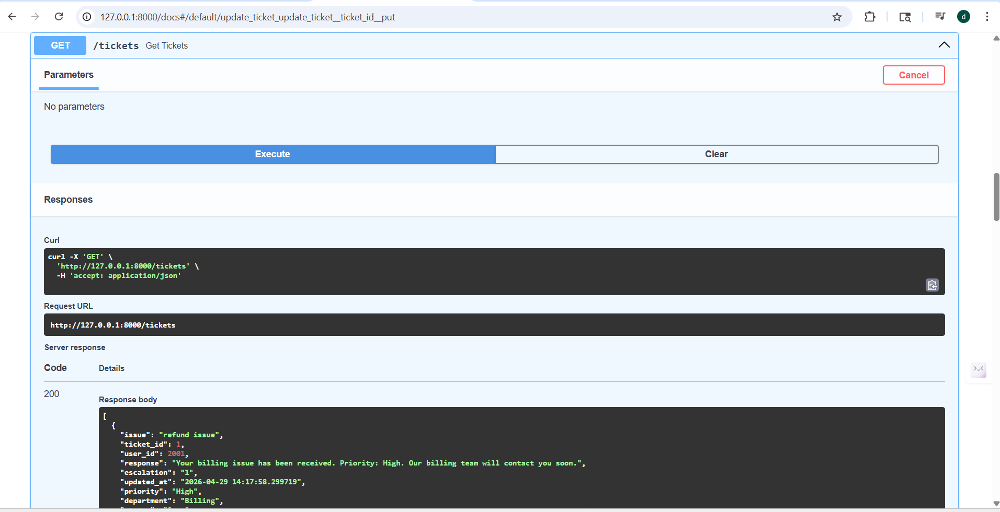 127.0.0.1:8000/docs#/default/update_ticket_update_ticket__ticket_id__put
d
GET /tickets Get Tickets
Parameters
Cancel
No parameters
Execute
Clear
Responses
Curl
curl -X 'GET' \
'http://127.0.0.1:8000/tickets' \
-H 'accept: application/json'
Request URL
http://127.0.0.1:8000/tickets
Server response
Code Details
200
Response body
[
{
"issue": "refund issue",
"ticket_id": 1,
"user_id": 2001,
"response": "Your billing issue has been received. Priority: High. Our billing team will contact you soon.",
"escalation": "1",
"updated_at": "2026-04-29 14:17:58.299719",
"priority": "High",
"department": "Billing",